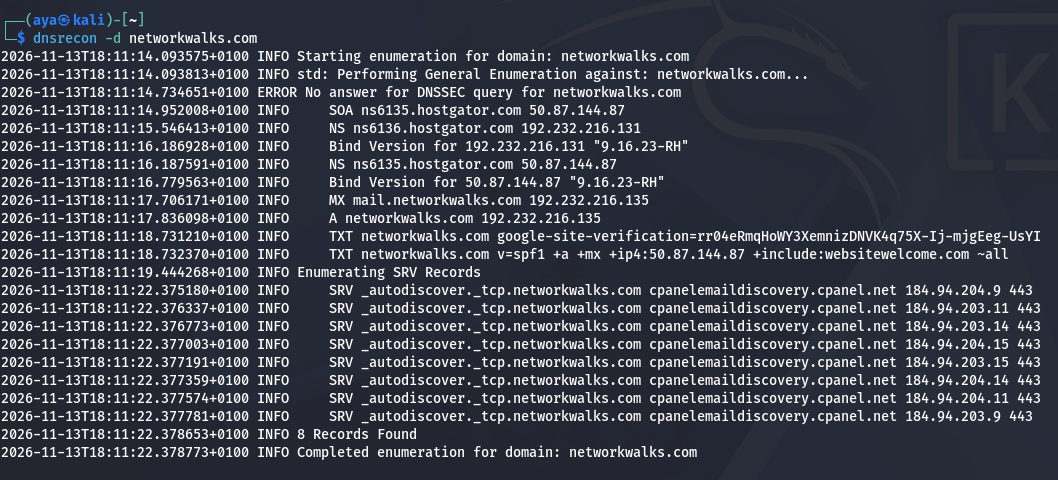 ┌──(aya㉿kali)-[~]
└─$ dnsrecon -d networkwalks.com
2026-11-13T18:11:14.093575+0100 INFO Starting enumeration for domain: networkwalks.com
2026-11-13T18:11:14.093813+0100 INFO std: Performing General Enumeration against: networkwalks.com...
2026-11-13T18:11:14.734651+0100 ERROR No answer for DNSSEC query for networkwalks.com
2026-11-13T18:11:14.952008+0100 INFO     SOA ns6135.hostgator.com 50.87.144.87
2026-11-13T18:11:15.546413+0100 INFO     NS ns6136.hostgator.com 192.232.216.131
2026-11-13T18:11:16.186928+0100 INFO     Bind Version for 192.232.216.131 "9.16.23-RH"
2026-11-13T18:11:16.187591+0100 INFO     NS ns6135.hostgator.com 50.87.144.87
2026-11-13T18:11:16.779563+0100 INFO     Bind Version for 50.87.144.87 "9.16.23-RH"
2026-11-13T18:11:17.706171+0100 INFO     MX mail.networkwalks.com 192.232.216.135
2026-11-13T18:11:17.836098+0100 INFO     A networkwalks.com 192.232.216.135
2026-11-13T18:11:18.731210+0100 INFO     TXT networkwalks.com google-site-verification=rr04eRmqHoWY3XemnizDNVK4q75X-Ij-mjgEeg-UsYI
2026-11-13T18:11:18.732370+0100 INFO     TXT networkwalks.com v=spf1 +a +mx +ip4:50.87.144.87 +include:websitewelcome.com ~all
2026-11-13T18:11:19.444268+0100 INFO Enumerating SRV Records
2026-11-13T18:11:22.375180+0100 INFO     SRV _autodiscover._tcp.networkwalks.com cpanelemaildiscovery.cpanel.net 184.94.204.9 443
2026-11-13T18:11:22.376337+0100 INFO     SRV _autodiscover._tcp.networkwalks.com cpanelemaildiscovery.cpanel.net 184.94.203.11 443
2026-11-13T18:11:22.376773+0100 INFO     SRV _autodiscover._tcp.networkwalks.com cpanelemaildiscovery.cpanel.net 184.94.203.14 443
2026-11-13T18:11:22.377003+0100 INFO     SRV _autodiscover._tcp.networkwalks.com cpanelemaildiscovery.cpanel.net 184.94.204.15 443
2026-11-13T18:11:22.377191+0100 INFO     SRV _autodiscover._tcp.networkwalks.com cpanelemaildiscovery.cpanel.net 184.94.203.15 443
2026-11-13T18:11:22.377359+0100 INFO     SRV _autodiscover._tcp.networkwalks.com cpanelemaildiscovery.cpanel.net 184.94.204.14 443
2026-11-13T18:11:22.377574+0100 INFO     SRV _autodiscover._tcp.networkwalks.com cpanelemaildiscovery.cpanel.net 184.94.204.11 443
2026-11-13T18:11:22.377781+0100 INFO     SRV _autodiscover._tcp.networkwalks.com cpanelemaildiscovery.cpanel.net 184.94.203.9 443
2026-11-13T18:11:22.378653+0100 INFO 8 Records Found
2026-11-13T18:11:22.378773+0100 INFO Completed enumeration for domain: networkwalks.com